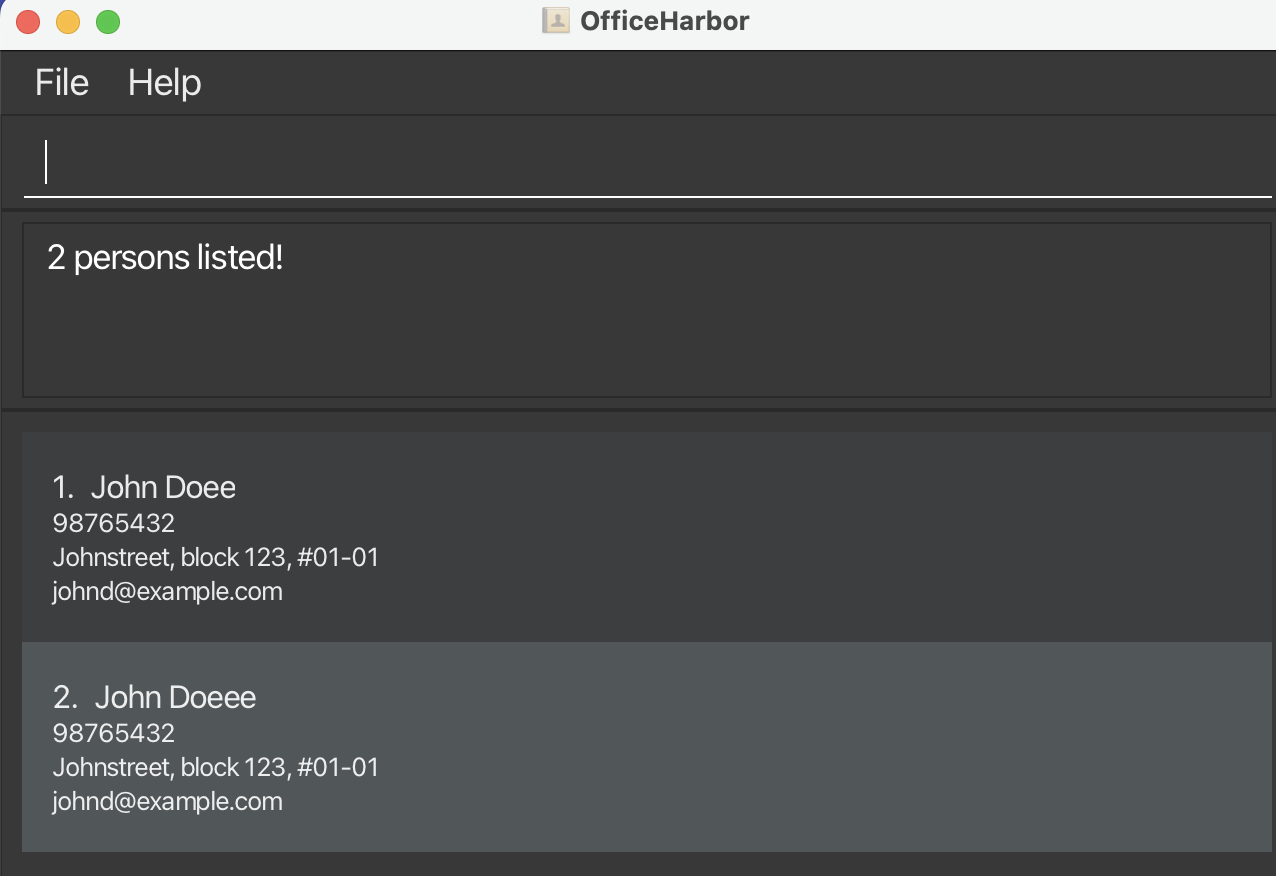 OfficeHarbor
File Help
2 persons listed!
1. John Doee
98765432
Johnstreet, block 123, #01-01
johnd@example.com
2. John Doeee
98765432
Johnstreet, block 123, #01-01
johnd@example.com